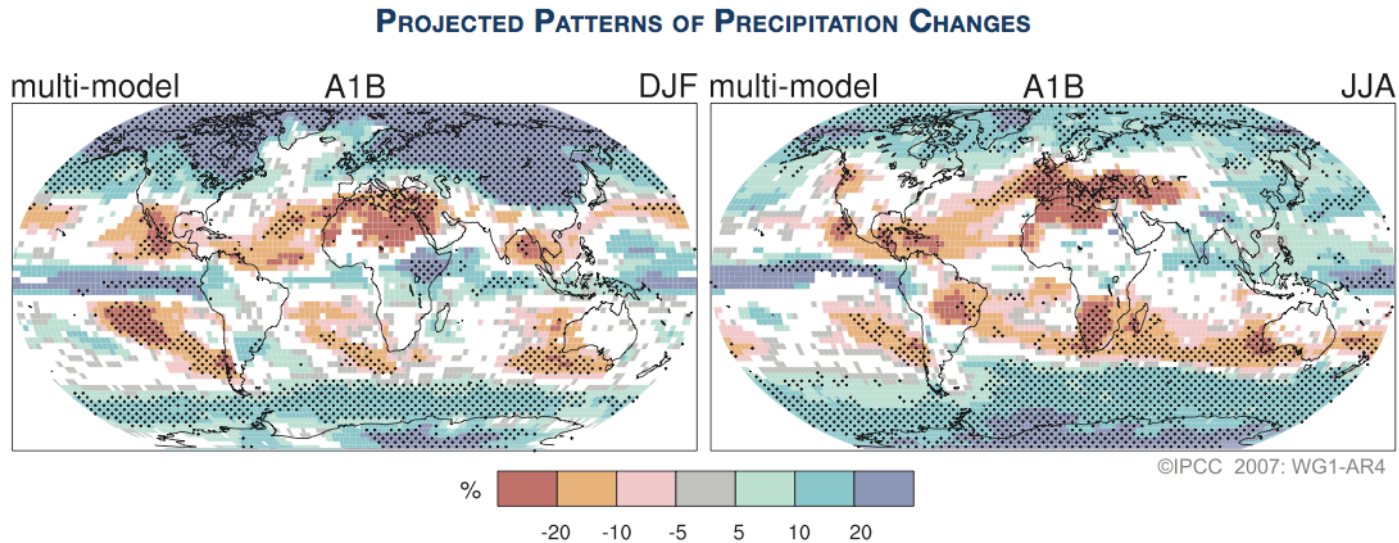 PROJECTED PATTERNS OF PRECIPITATION CHANGES
multi-model A1B DJF
multi-model A1B JJA
©IPCC 2007: WG1-AR4
%
-20 -10 -5 5 10 20